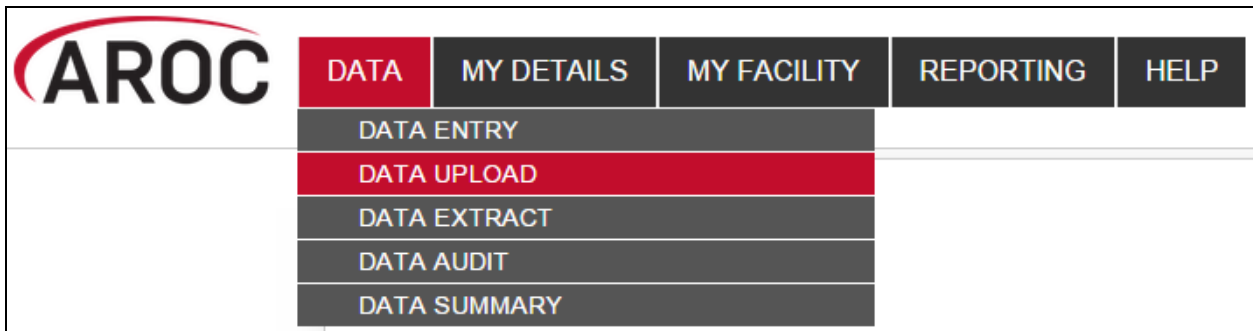 AROC DATA MY DETAILS MY FACILITY REPORTING HELP
DATA ENTRY
DATA UPLOAD
DATA EXTRACT
DATA AUDIT
DATA SUMMARY